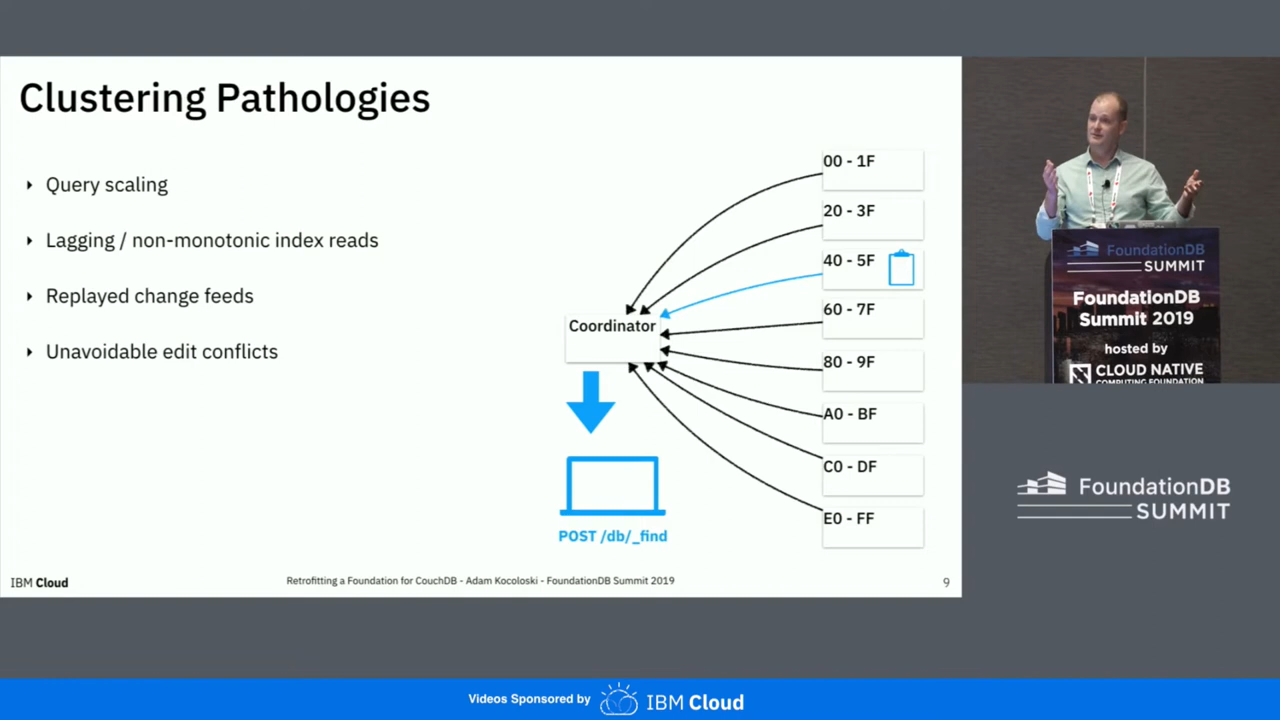 Clustering Pathologies
Query scaling
Lagging / non-monotonic index reads
Replayed change feeds
Unavoidable edit conflicts
00 - 1F
20 - 3F
40 - 5F
60 - 7F
80 - 9F
A0 - BF
C0 - DF
E0 - FF
Coordinator
POST /db/_find
IBM Cloud
Retrofitting a Foundation for CouchDB - Adam Kocoloski - FoundationDB Summit 2019
9
FoundationDB
SUMMIT
FoundationDB
Summit 2019
hosted by
CLOUD NATIVE
COMPUTING FOUNDATION
FoundationDB
SUMMIT
Videos Sponsored by
IBM Cloud